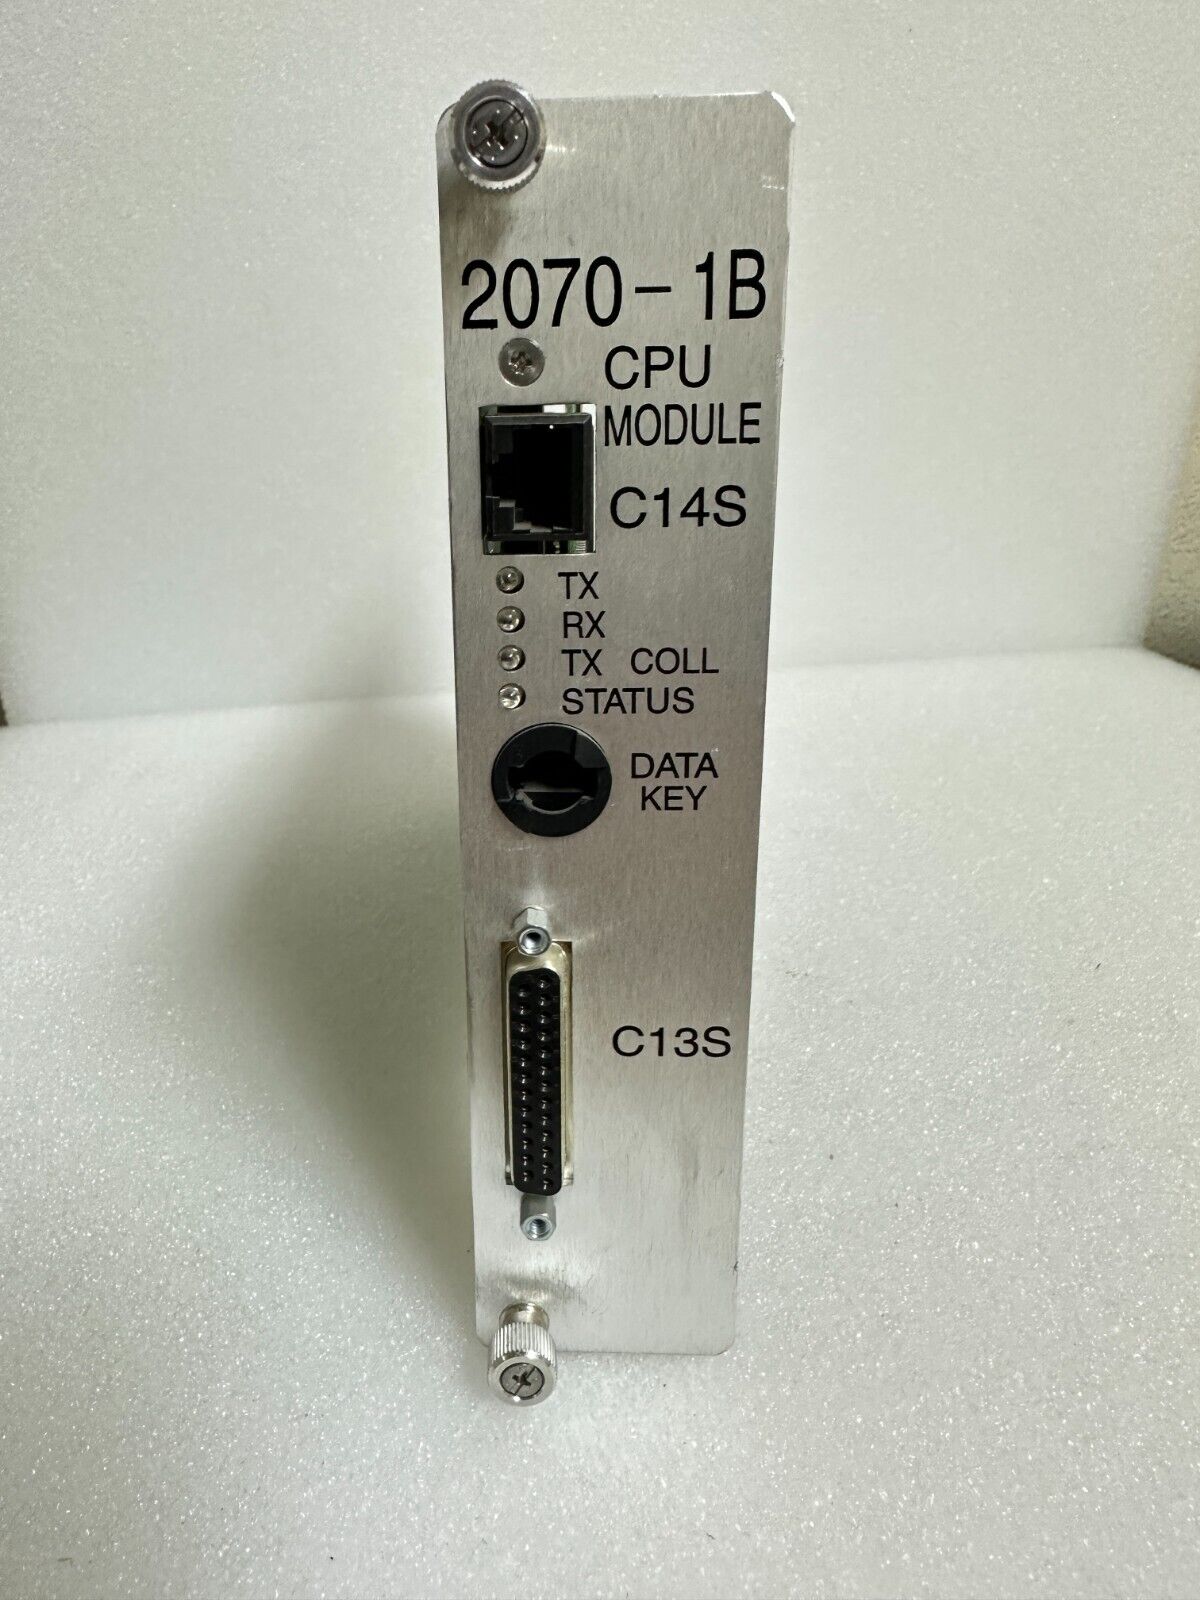 2070-1B
CPU
MODULE
C14S
TX
RX
TX COLL
STATUS
DATA
KEY
C13S